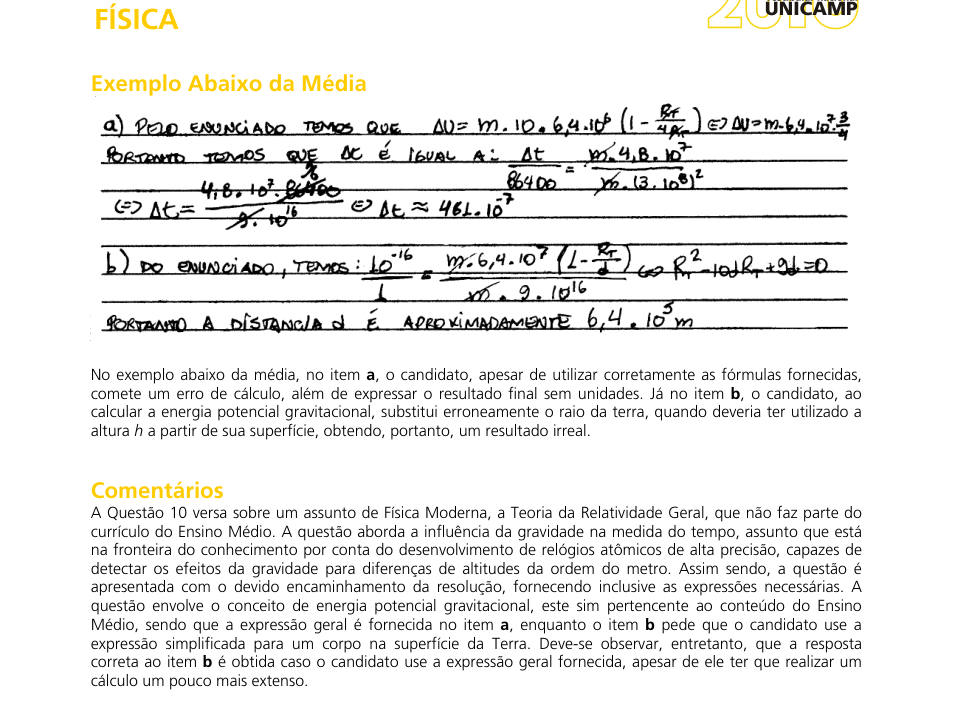 FÍSICA
UNICAMP
Exemplo Abaixo da Média
a) PELO ENUNCIADO TEMOS QUE ΔU = m.10.6,4.10⁶ (1 - R_T/4R_T) ⇔ ΔU = m.6,4.10⁷.3/4
PORTANTO TEMOS QUE Δt É IGUAL A: Δt/86400 = m.4,8.10⁷/m.(3.10⁸)²
⇔ Δt = 4,8.10⁷.86400/9.10¹⁶ ⇔ Δt ≈ 461.10⁻⁷
b) DO ENUNCIADO, TEMOS: 10⁻¹⁶/1 = m.6,4.10⁷ (1 - R_T/d)/m.9.10¹⁶ ⇔ R_T² - 10dR_T + 9d = 0
PORTANTO A DISTANCIA d É APROXIMADAMENTE 6,4.10⁵ m
No exemplo abaixo da média, no item a, o candidato, apesar de utilizar corretamente as fórmulas fornecidas,
comete um erro de cálculo, além de expressar o resultado final sem unidades. Já no item b, o candidato, ao
calcular a energia potencial gravitacional, substitui erroneamente o raio da terra, quando deveria ter utilizado a
altura h a partir de sua superfície, obtendo, portanto, um resultado irreal.
Comentários
A Questão 10 versa sobre um assunto de Física Moderna, a Teoria da Relatividade Geral, que não faz parte do
currículo do Ensino Médio. A questão aborda a influência da gravidade na medida do tempo, assunto que está
na fronteira do conhecimento por conta do desenvolvimento de relógios atômicos de alta precisão, capazes de
detectar os efeitos da gravidade para diferenças de altitudes da ordem do metro. Assim sendo, a questão é
apresentada com o devido encaminhamento da resolução, fornecendo inclusive as expressões necessárias. A
questão envolve o conceito de energia potencial gravitacional, este sim pertencente ao conteúdo do Ensino
Médio, sendo que a expressão geral é fornecida no item a, enquanto o item b pede que o candidato use a
expressão simplificada para um corpo na superfície da Terra. Deve-se observar, entretanto, que a resposta
correta ao item b é obtida caso o candidato use a expressão geral fornecida, apesar de ele ter que realizar um
cálculo um pouco mais extenso.